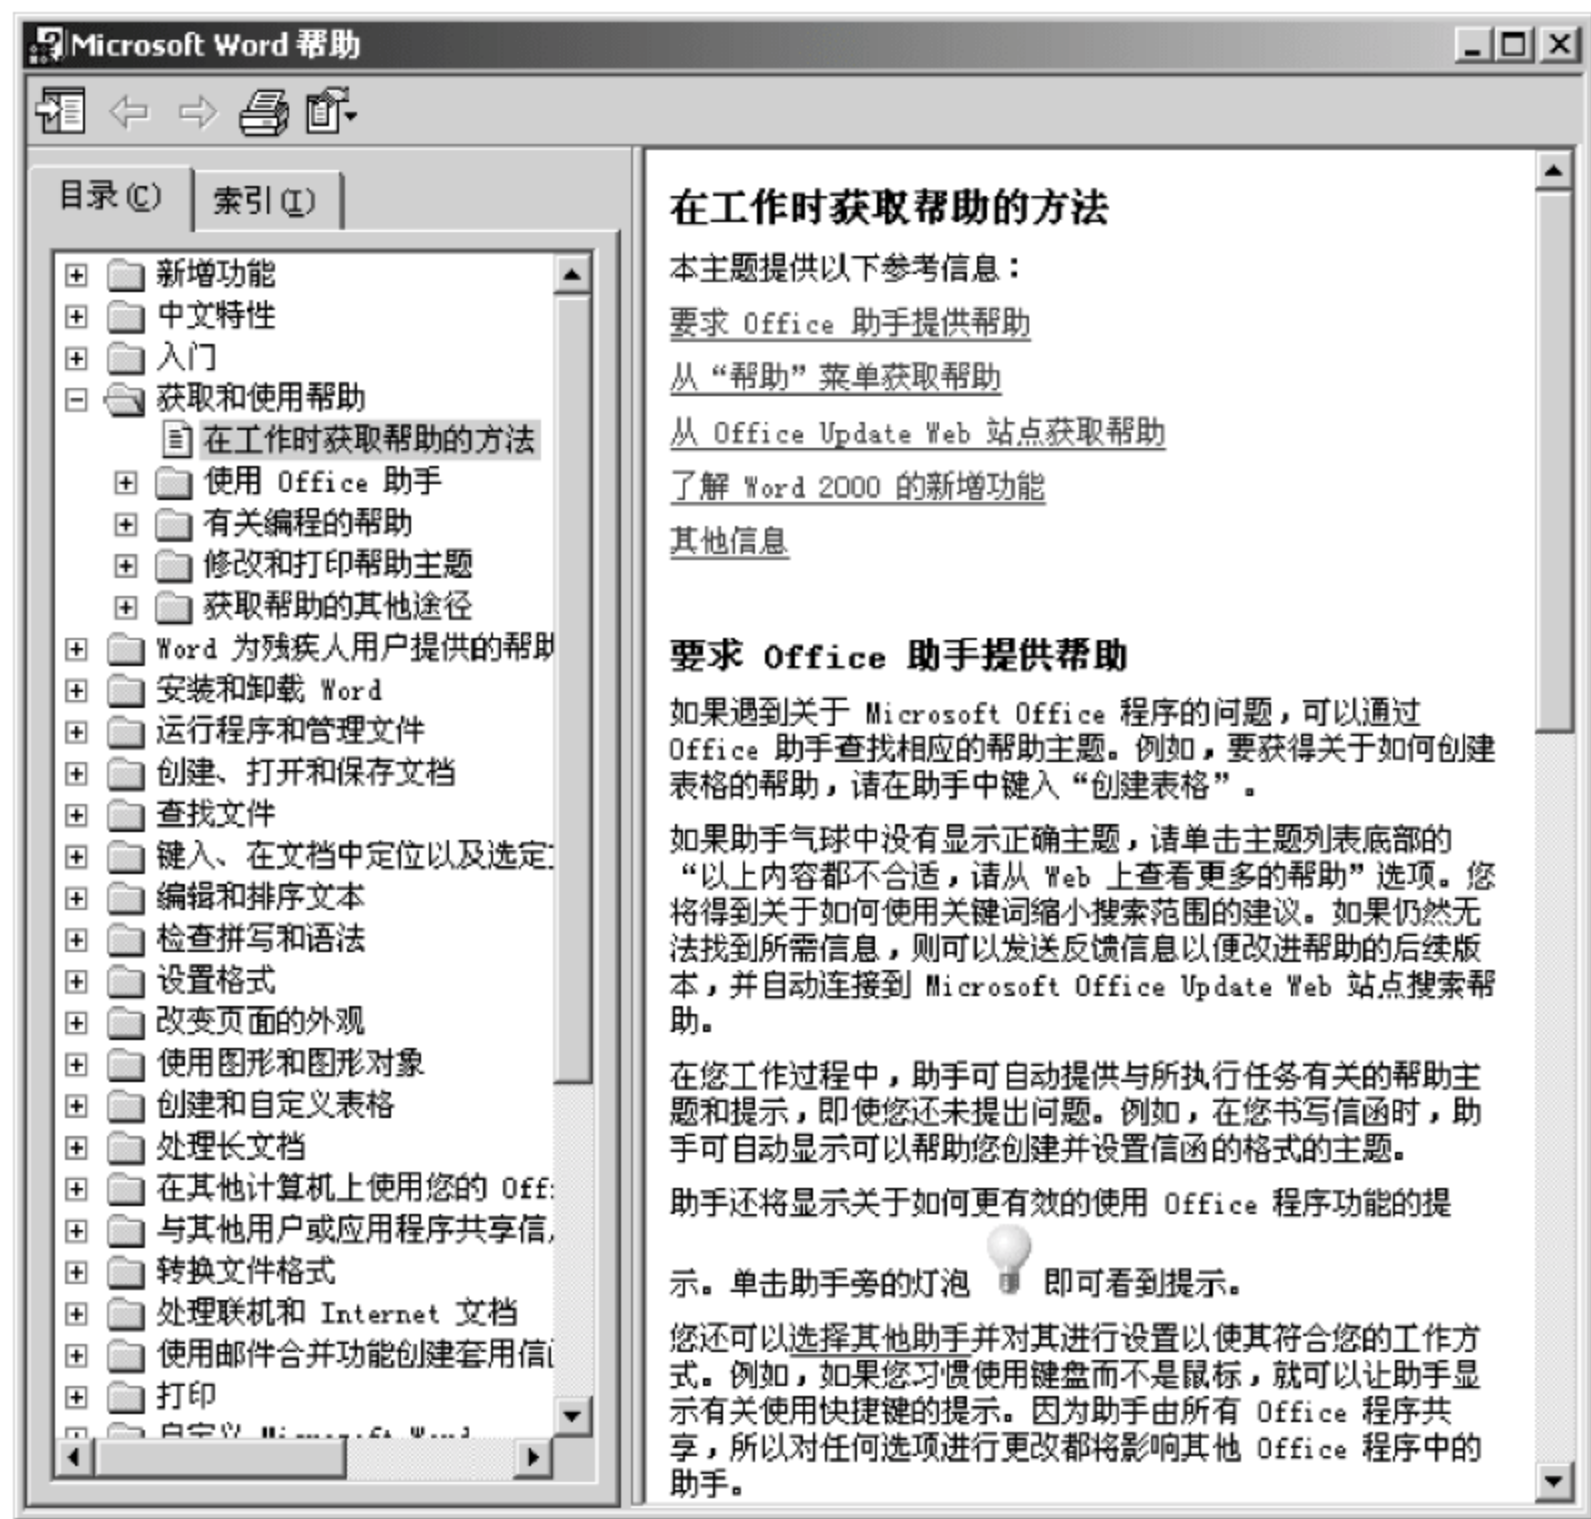 Microsoft Word 帮助
目录(C)
索引(I)
新增功能
中文特性
入门
获取和使用帮助
在工作时获取帮助的方法
使用 Office 助手
有关编程的帮助
修改和打印帮助主题
获取帮助的其他途径
Word 为残疾人用户提供的帮助
安装和卸载 Word
运行程序和管理文件
创建、打开和保存文档
查找文件
键入、在文档中定位以及选定
编辑和排序文本
检查拼写和语法
设置格式
改变页面的外观
使用图形和图形对象
创建和自定义表格
处理长文档
在其他计算机上使用您的 Off
与其他用户或应用程序共享信
转换文件格式
处理联机和 Internet 文档
使用邮件合并功能创建套用信
打印
自定义 Microsoft Word
在工作时获取帮助的方法
本主题提供以下参考信息：
要求 Office 助手提供帮助
从“帮助”菜单获取帮助
从 Office Update Web 站点获取帮助
了解 Word 2000 的新增功能
其他信息
要求 Office 助手提供帮助
如果遇到关于 Microsoft Office 程序的问题，可以通过
Office 助手查找相应的帮助主题。例如，要获得关于如何创建
表格的帮助，请在助手中键入“创建表格”。
如果助手气球中没有显示正确主题，请单击主题列表底部的
“以上内容都不合适，请从 Web 上查看更多的帮助”选项。您
将得到关于如何使用关键词缩小搜索范围的建议。如果仍然无
法找到所需信息，则可以发送反馈信息以便改进帮助的后续版
本，并自动连接到 Microsoft Office Update Web 站点搜索帮
助。
在您工作过程中，助手可自动提供与所执行任务有关的帮助主
题和提示，即使您还未提出问题。例如，在您书写信函时，助
手可自动显示可以帮助您创建并设置信函的格式的主题。
助手还将显示关于如何更有效的使用 Office 程序功能的提
示。单击助手旁的灯泡 即可看到提示。
您还可以选择其他助手并对其进行设置以使其符合您的工作方
式。例如，如果您习惯使用键盘而不是鼠标，就可以让助手显
示有关使用快捷键的提示。因为助手由所有 Office 程序共
享，所以对任何选项进行更改都将影响其他 Office 程序中的
助手。